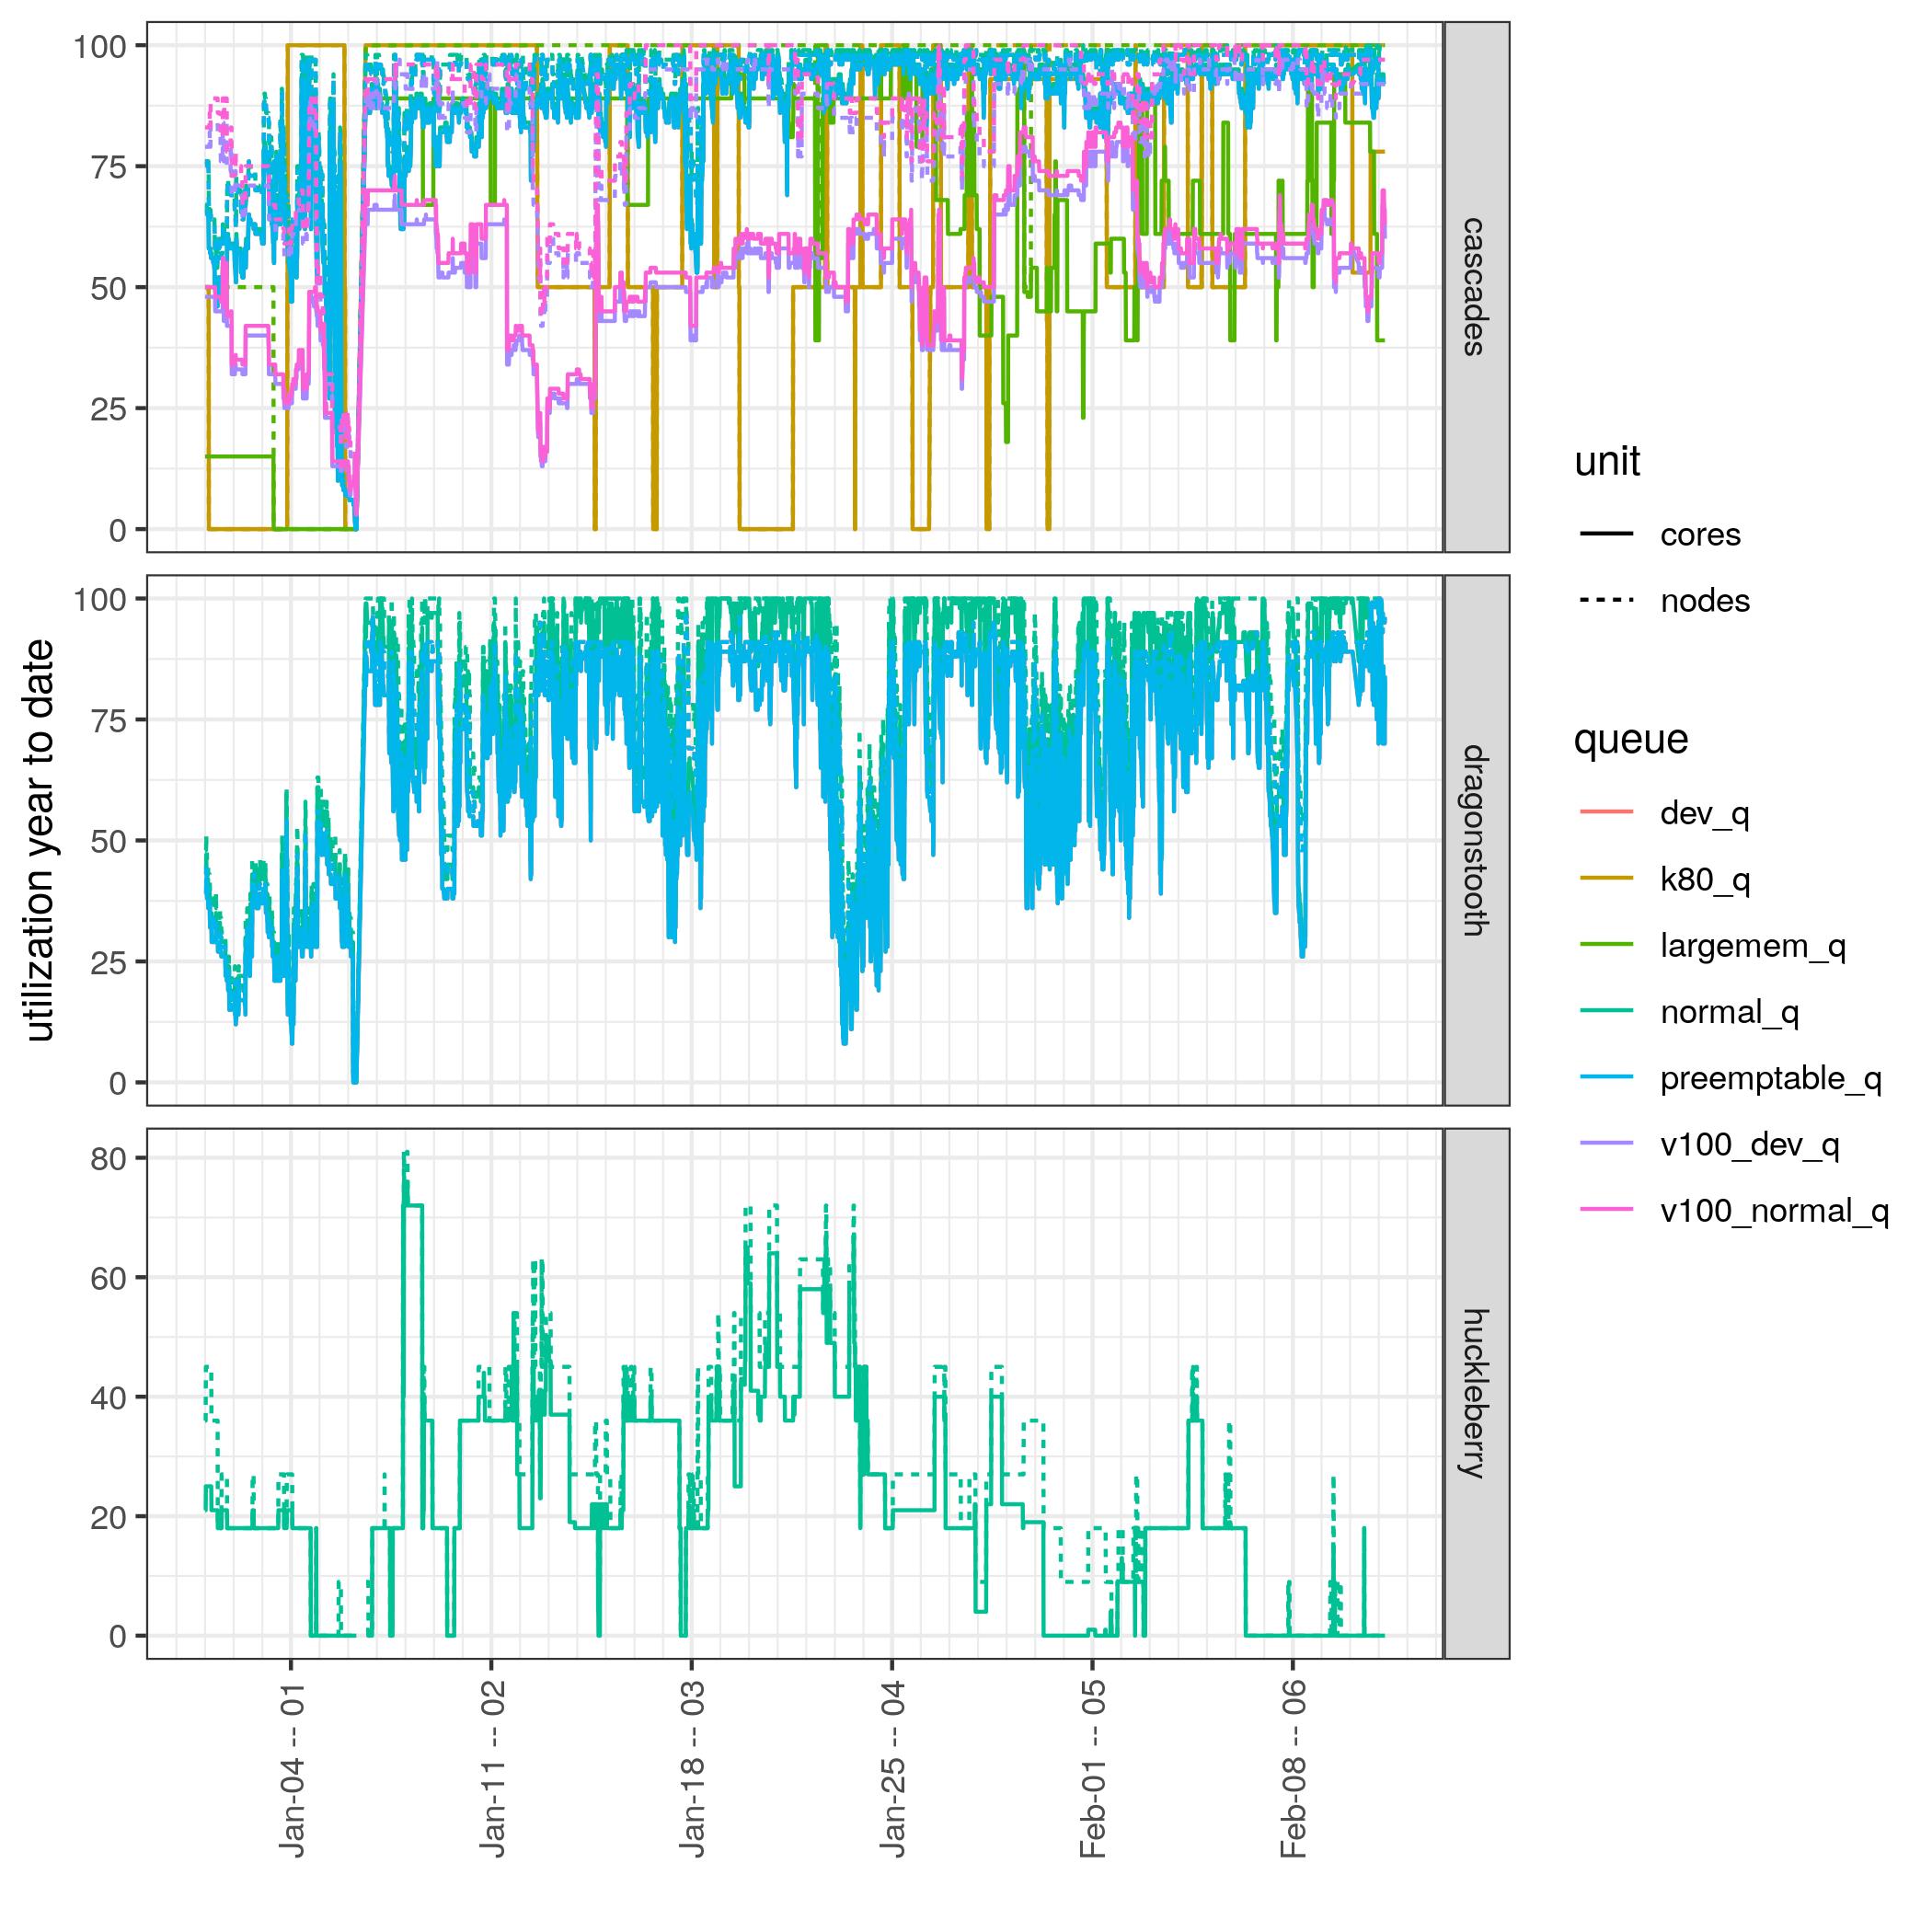 utilization year to date
100
75
50
25
0
cascades
100
75
50
25
0
dragonstooth
80
60
40
20
0
huckleberry
Jan-04 -- 01
Jan-11 -- 02
Jan-18 -- 03
Jan-25 -- 04
Feb-01 -- 05
Feb-08 -- 06
unit
cores
nodes
queue
dev_q
k80_q
largemem_q
normal_q
preemptable_q
v100_dev_q
v100_normal_q